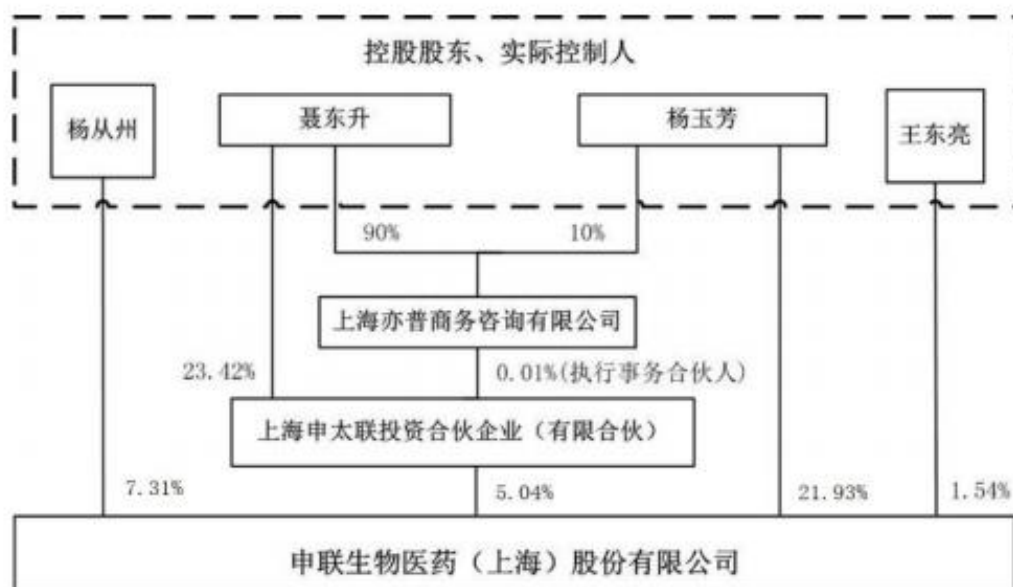 控股股东、实际控制人
杨从州
聂东升
杨玉芳
王东亮
90%
10%
上海亦普商务咨询有限公司
23.42%
0.01%(执行事务合伙人)
上海申太联投资合伙企业（有限合伙）
7.31%
5.04%
21.93%
1.54%
申联生物医药（上海）股份有限公司